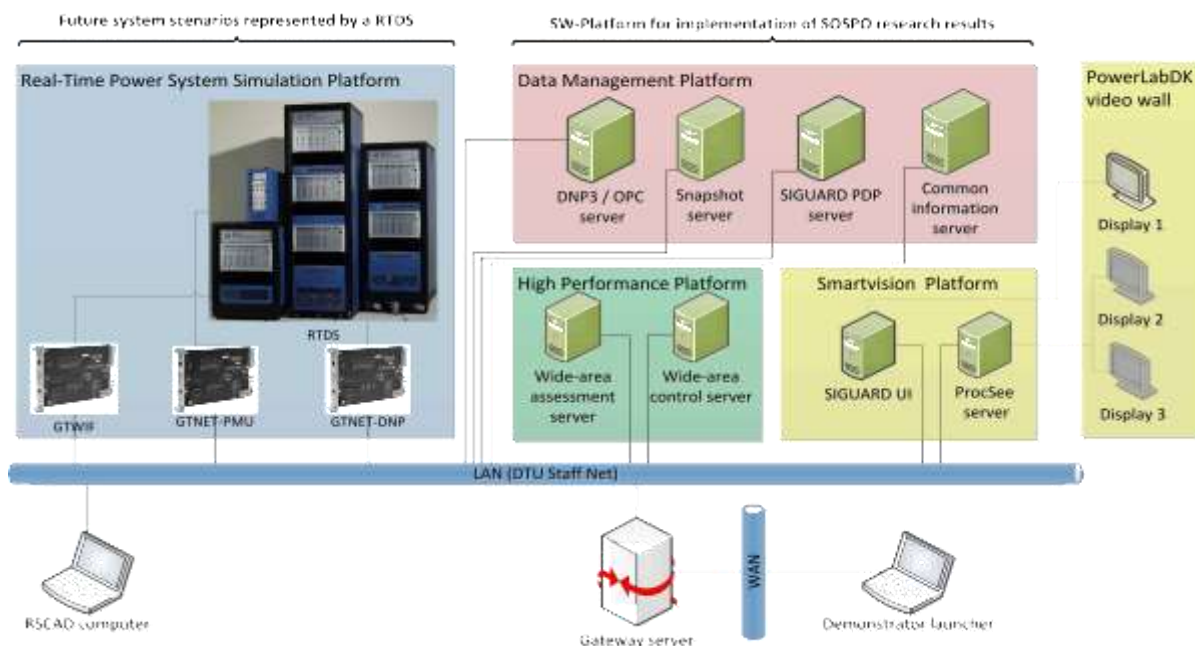 Future system scenarios represented by a RTDS
SW-Platform for implementation of SOSPO research results
Real-Time Power System Simulation Platform
RTDS
GTWIF
GTNET-PMU
GTNET-DNP
Data Management Platform
DNP3 / OPC
server
Snapshot
server
SIGUARD PDP
server
Common
information
server
High Performance Platform
Wide-area
assessment
server
Wide-area
control server
Smartvision Platform
SIGUARD UI
ProcSee
server
PowerLabDK
video wall
Display 1
Display 2
Display 3
LAN (DTU Staff Net)
RSCAD computer
Gateway server
WAN
Demonstrator launcher